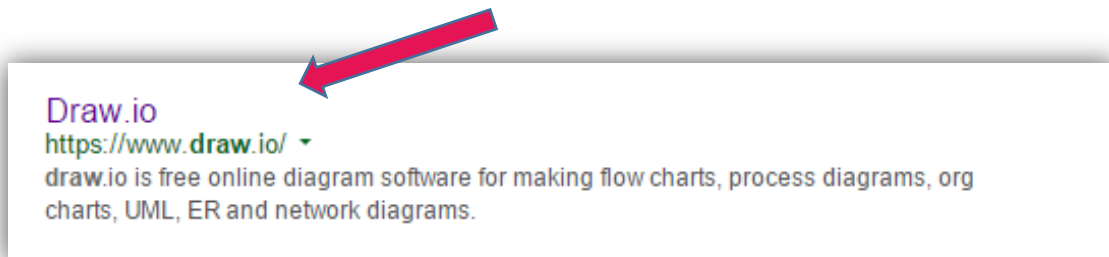 Draw.io
https://www.draw.io/
draw.io is free online diagram software for making flow charts, process diagrams, org
charts, UML, ER and network diagrams.